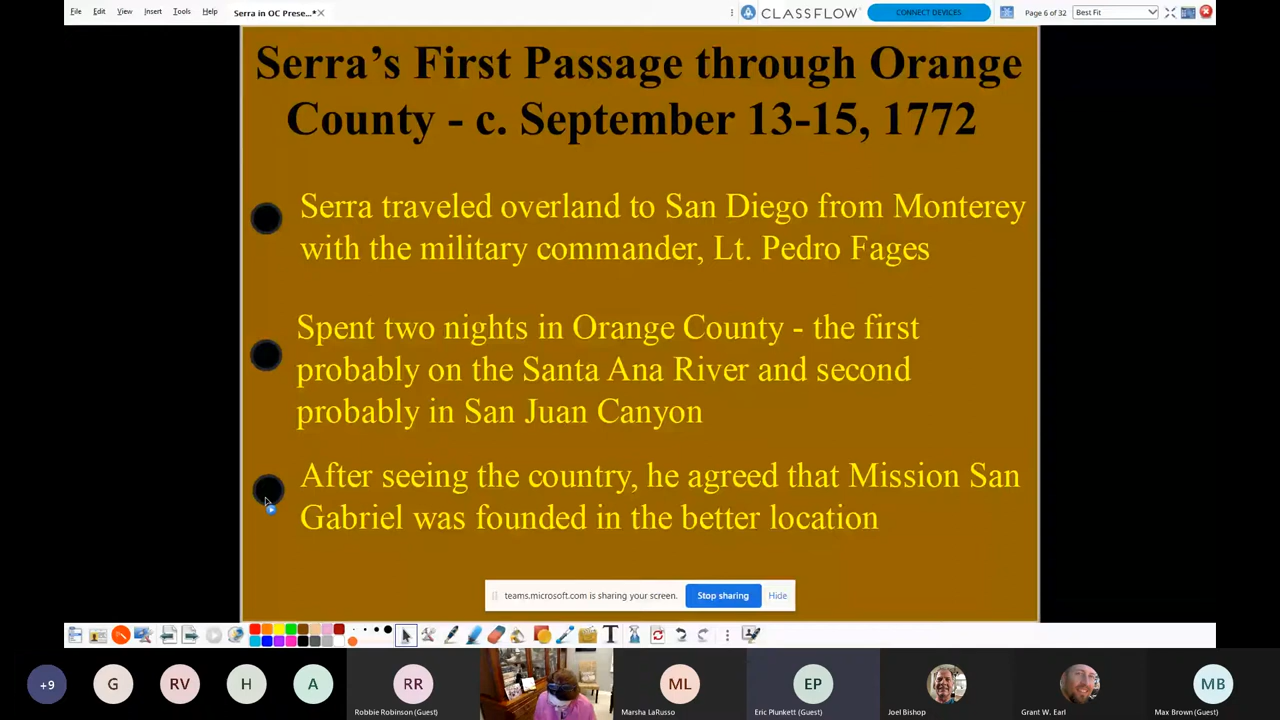 File Edit View Insert Tools Help Serra in OC Prese...* CLASSFLOW CONNECT DEVICES Page 6 of 32 Best Fit
Serra's First Passage through Orange
County - c. September 13-15, 1772
Serra traveled overland to San Diego from Monterey
with the military commander, Lt. Pedro Fages
Spent two nights in Orange County - the first
probably on the Santa Ana River and second
probably in San Juan Canyon
After seeing the country, he agreed that Mission San
Gabriel was founded in the better location
teams.microsoft.com is sharing your screen. Stop sharing Hide
T
+9 G RV H A RR ML EP MB
Robbie Robinson (Guest) Marsha LaRusso Eric Plunkett (Guest) Joel Bishop Grant W. Earl Max Brown (Guest)